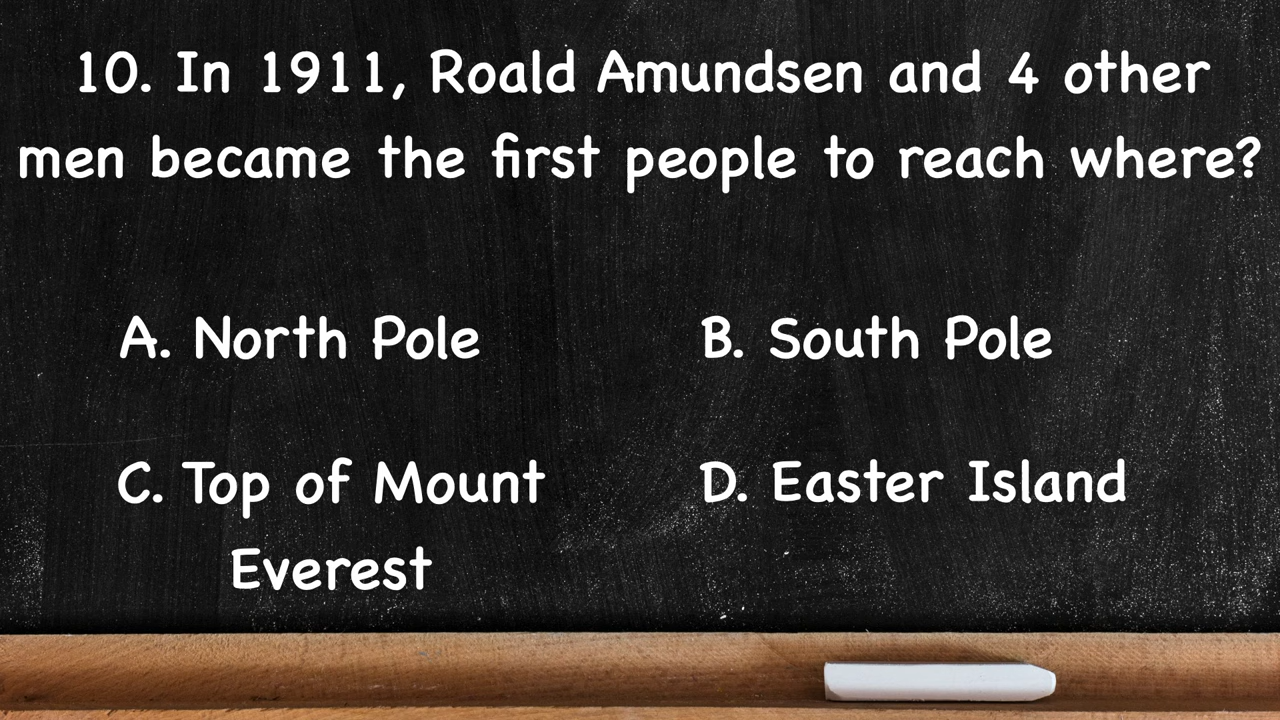 10. In 1911, Roald Amundsen and 4 other
men became the first people to reach where?
A. North Pole
B. South Pole
C. Top of Mount
Everest
D. Easter Island